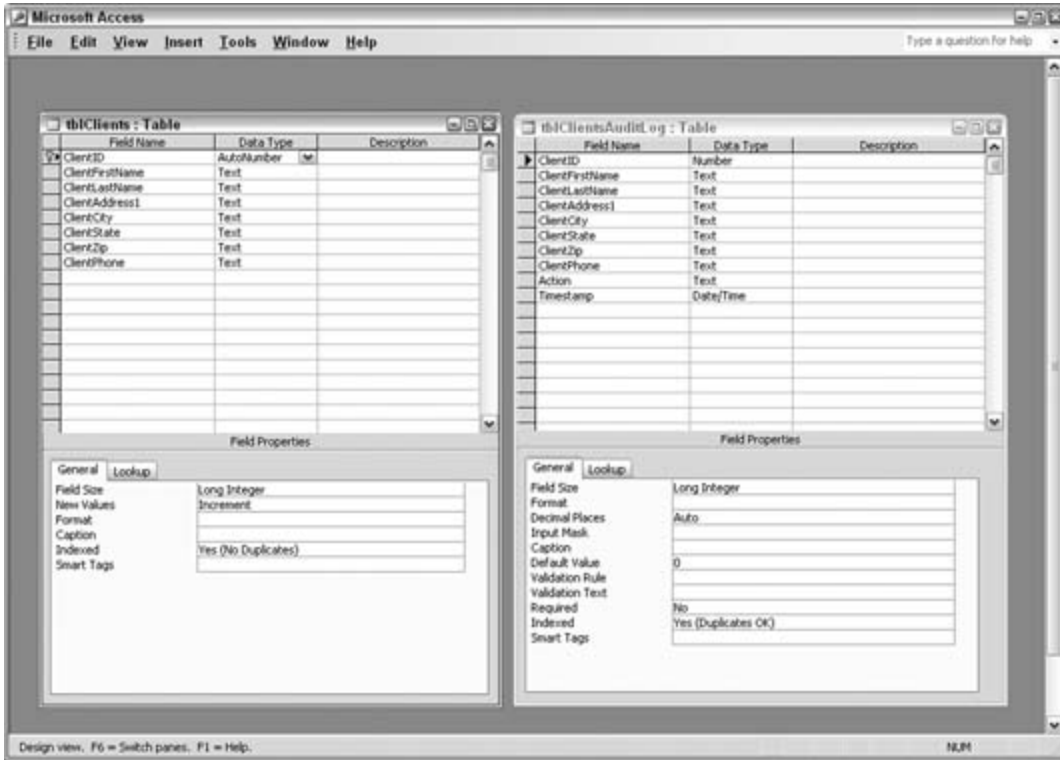 Microsoft Access
File Edit View Insert Tools Window Help
Type a question for help
tblClients : Table
Field Name Data Type Description
ClientID AutoNumber
ClientFirstName Text
ClientLastName Text
ClientAddress1 Text
ClientCity Text
ClientState Text
ClientZip Text
ClientPhone Text
Field Properties
General Lookup
Field Size Long Integer
New Values Increment
Format
Caption
Indexed Yes (No Duplicates)
Smart Tags
tblClientsAuditLog : Table
Field Name Data Type Description
ClientID Number
ClientFirstName Text
ClientLastName Text
ClientAddress1 Text
ClientCity Text
ClientState Text
ClientZip Text
ClientPhone Text
Action Text
Timestamp Date/Time
Field Properties
General Lookup
Field Size Long Integer
Format
Decimal Places Auto
Input Mask
Caption
Default Value 0
Validation Rule
Validation Text
Required No
Indexed Yes (Duplicates OK)
Smart Tags
Design view. F6 = Switch panes. F1 = Help.
NUM